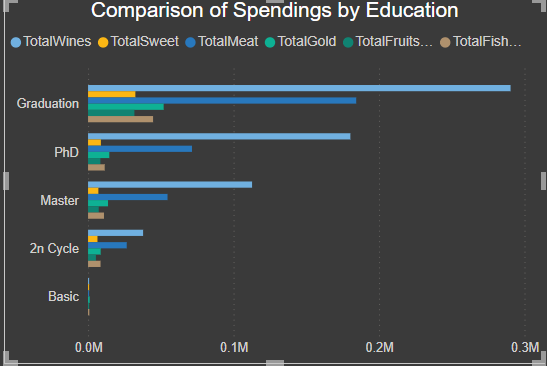 Comparison of Spendings by Education
TotalWines TotalSweet TotalMeat TotalGold TotalFruits… TotalFish…
Graduation
PhD
Master
2n Cycle
Basic
0.0M 0.1M 0.2M 0.3M